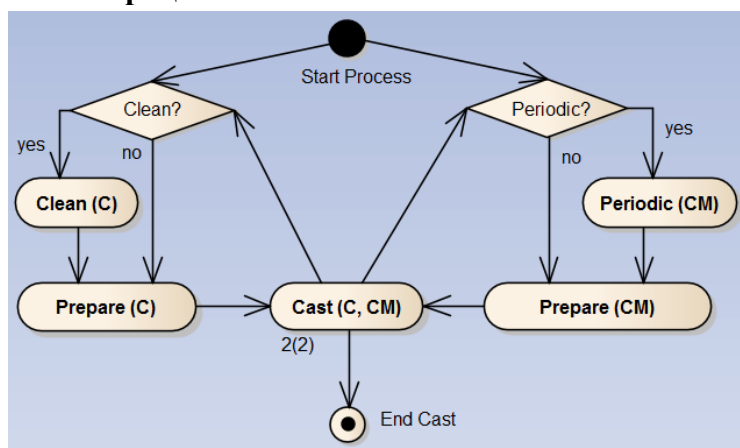 Start Process
Clean?
Periodic?
yes
no
no
yes
Clean (C)
Periodic (CM)
Prepare (C)
Cast (C, CM)
Prepare (CM)
2(2)
End Cast